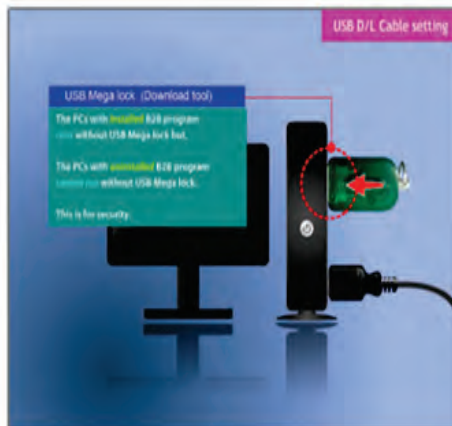 USB D/L Cable setting
USB Mega lock (Download tool)
The PCs with installed B2B program
without USB Mega lock but,
The PCs with uninstalled B2B program
without USB Mega lock.
This is for security.